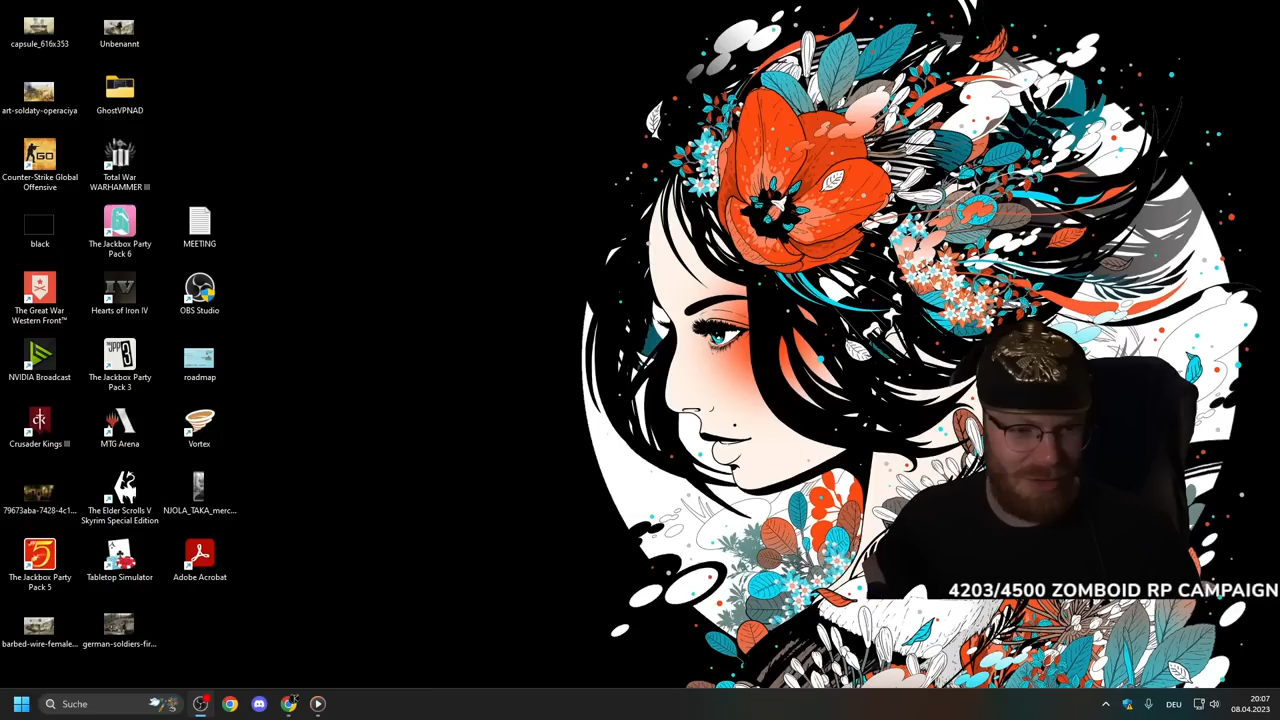 capsule_616x353
Unbenannt
art-soldaty-operaciya
GhostVPNAD
Counter-Strike Global
Offensive
Total War
WARHAMMER III
black
The Jackbox Party
Pack 6
MEETING
The Great War
Western Front™
Hearts of Iron IV
OBS Studio
NVIDIA Broadcast
The Jackbox Party
Pack 3
roadmap
Crusader Kings III
MTG Arena
Vortex
79673aba-7428-4c1...
The Elder Scrolls V
Skyrim Special Edition
NJOLA_TAKA_merc...
The Jackbox Party
Pack 5
Tabletop Simulator
Adobe Acrobat
barbed-wire-female...
german-soldiers-fir...
4203/4500 ZOMBOID RP CAMPAIGN
Suche
DEU
20:07
08.04.2023